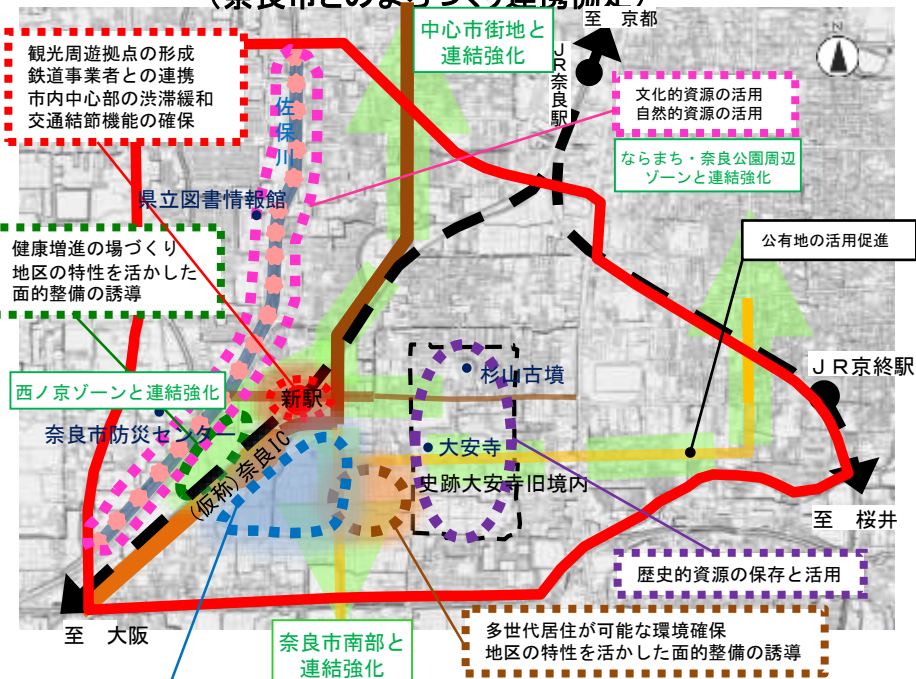 （奈良市とのまちづくり連携協定）
至　京都
中心市街地と
連結強化
ＪＲ奈良駅
観光周遊拠点の形成
鉄道事業者との連携
市内中心部の渋滞緩和
交通結節機能の確保
佐保川
文化的資源の活用
自然的資源の活用
ならまち・奈良公園周辺
ゾーンと連結強化
県立図書情報館
公有地の活用促進
健康増進の場づくり
地区の特性を活かした
面的整備の誘導
ＪＲ京終駅
杉山古墳
西ノ京ゾーンと連結強化
新駅
奈良市防災センター
(仮称)奈良IC
大安寺
史跡大安寺旧境内
至　桜井
歴史的資源の保存と活用
至　大阪
多世代居住が可能な環境確保
地区の特性を活かした面的整備の誘導
奈良市南部と
連結強化